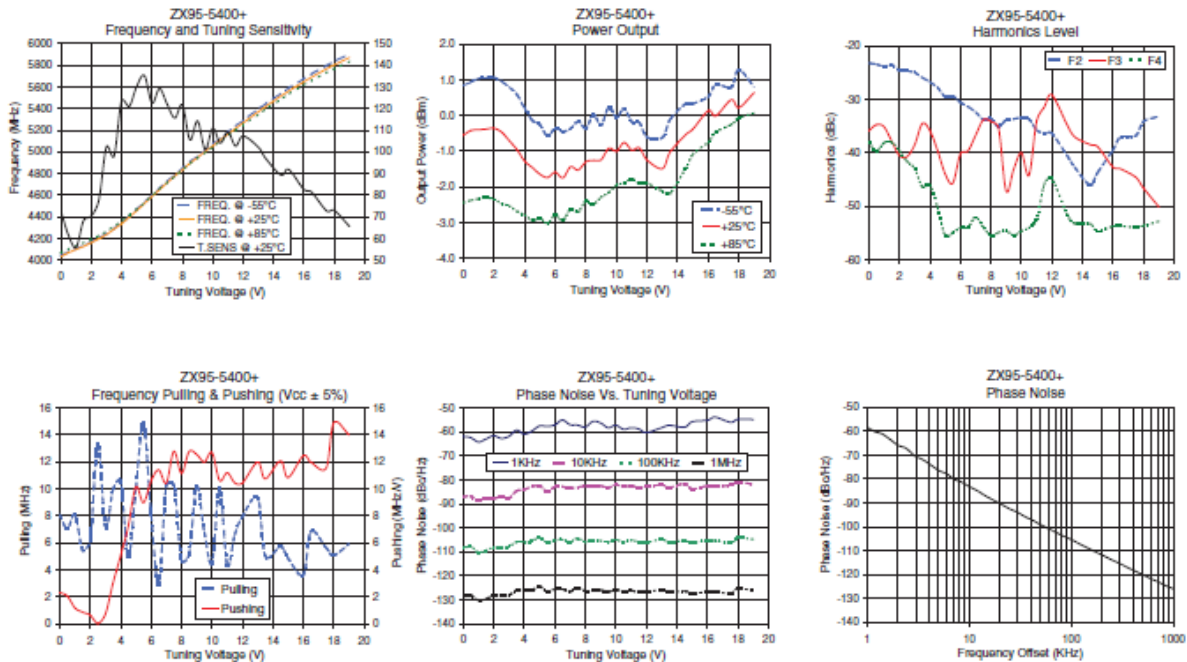 ZX95-5400+
Frequency and Tuning Sensitivity
Frequency (MHz)
6000
5800
5600
5400
5200
5000
4800
4600
4400
4200
4000
150
140
130
120
110
100
90
80
70
60
50
FREQ. @ -55°C
FREQ. @ +25°C
FREQ. @ +85°C
T.SENS @ +25°C
0 2 4 6 8 10 12 14 16 18 20
Tuning Voltage (V)
ZX95-5400+
Power Output
Output Power (dBm)
2.0
1.0
0.0
-1.0
-2.0
-3.0
-4.0
-55°C
+25°C
+85°C
0 2 4 6 8 10 12 14 16 18 20
Tuning Voltage (V)
ZX95-5400+
Harmonics Level
Harmonics (dBc)
-20
-30
-40
-50
-60
F2 F3 F4
0 2 4 6 8 10 12 14 16 18 20
Tuning Voltage (V)
ZX95-5400+
Frequency Pulling & Pushing (Vcc ± 5%)
Pulling (MHz)
16
14
12
10
8
6
4
2
0
16
14
12
10
8
6
4
2
0
Pushing (MHz/V)
Pulling
Pushing
0 2 4 6 8 10 12 14 16 18 20
Tuning Voltage (V)
ZX95-5400+
Phase Noise Vs. Tuning Voltage
Phase Noise (dBc/Hz)
-50
-60
-70
-80
-90
-100
-110
-120
-130
-140
1KHz 10KHz 100KHz 1MHz
0 2 4 6 8 10 12 14 16 18 20
Tuning Voltage (V)
ZX95-5400+
Phase Noise
Phase Noise (dBc/Hz)
-50
-60
-70
-80
-90
-100
-110
-120
-130
-140
1 10 100 1000
Frequency Offset (KHz)